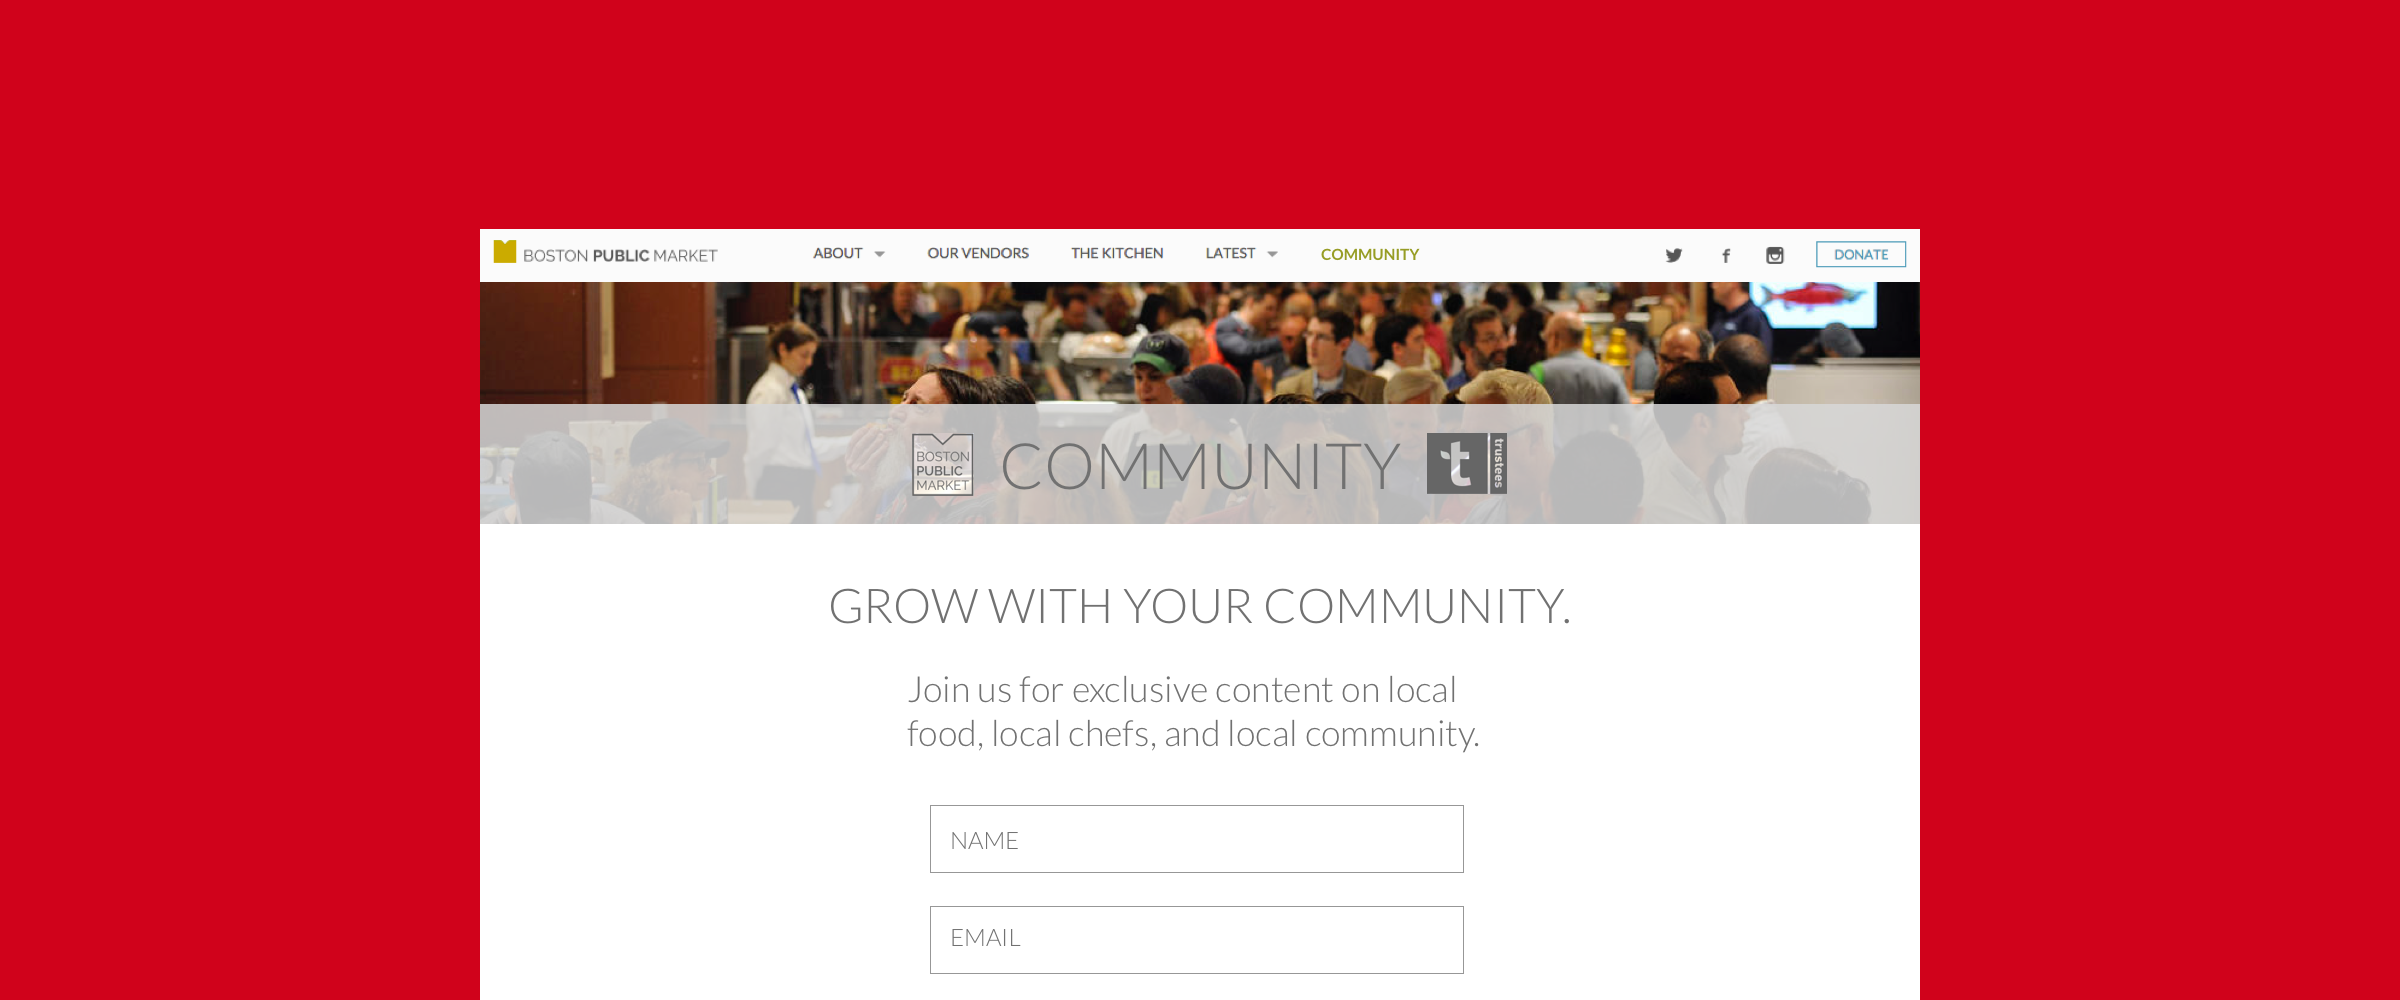 BOSTON PUBLIC MARKET
ABOUT
OUR VENDORS
THE KITCHEN
LATEST
COMMUNITY
DONATE
BOSTON
PUBLIC
MARKET
COMMUNITY
t
trustees
GROW WITH YOUR COMMUNITY.
Join us for exclusive content on local
food, local chefs, and local community.
NAME
EMAIL